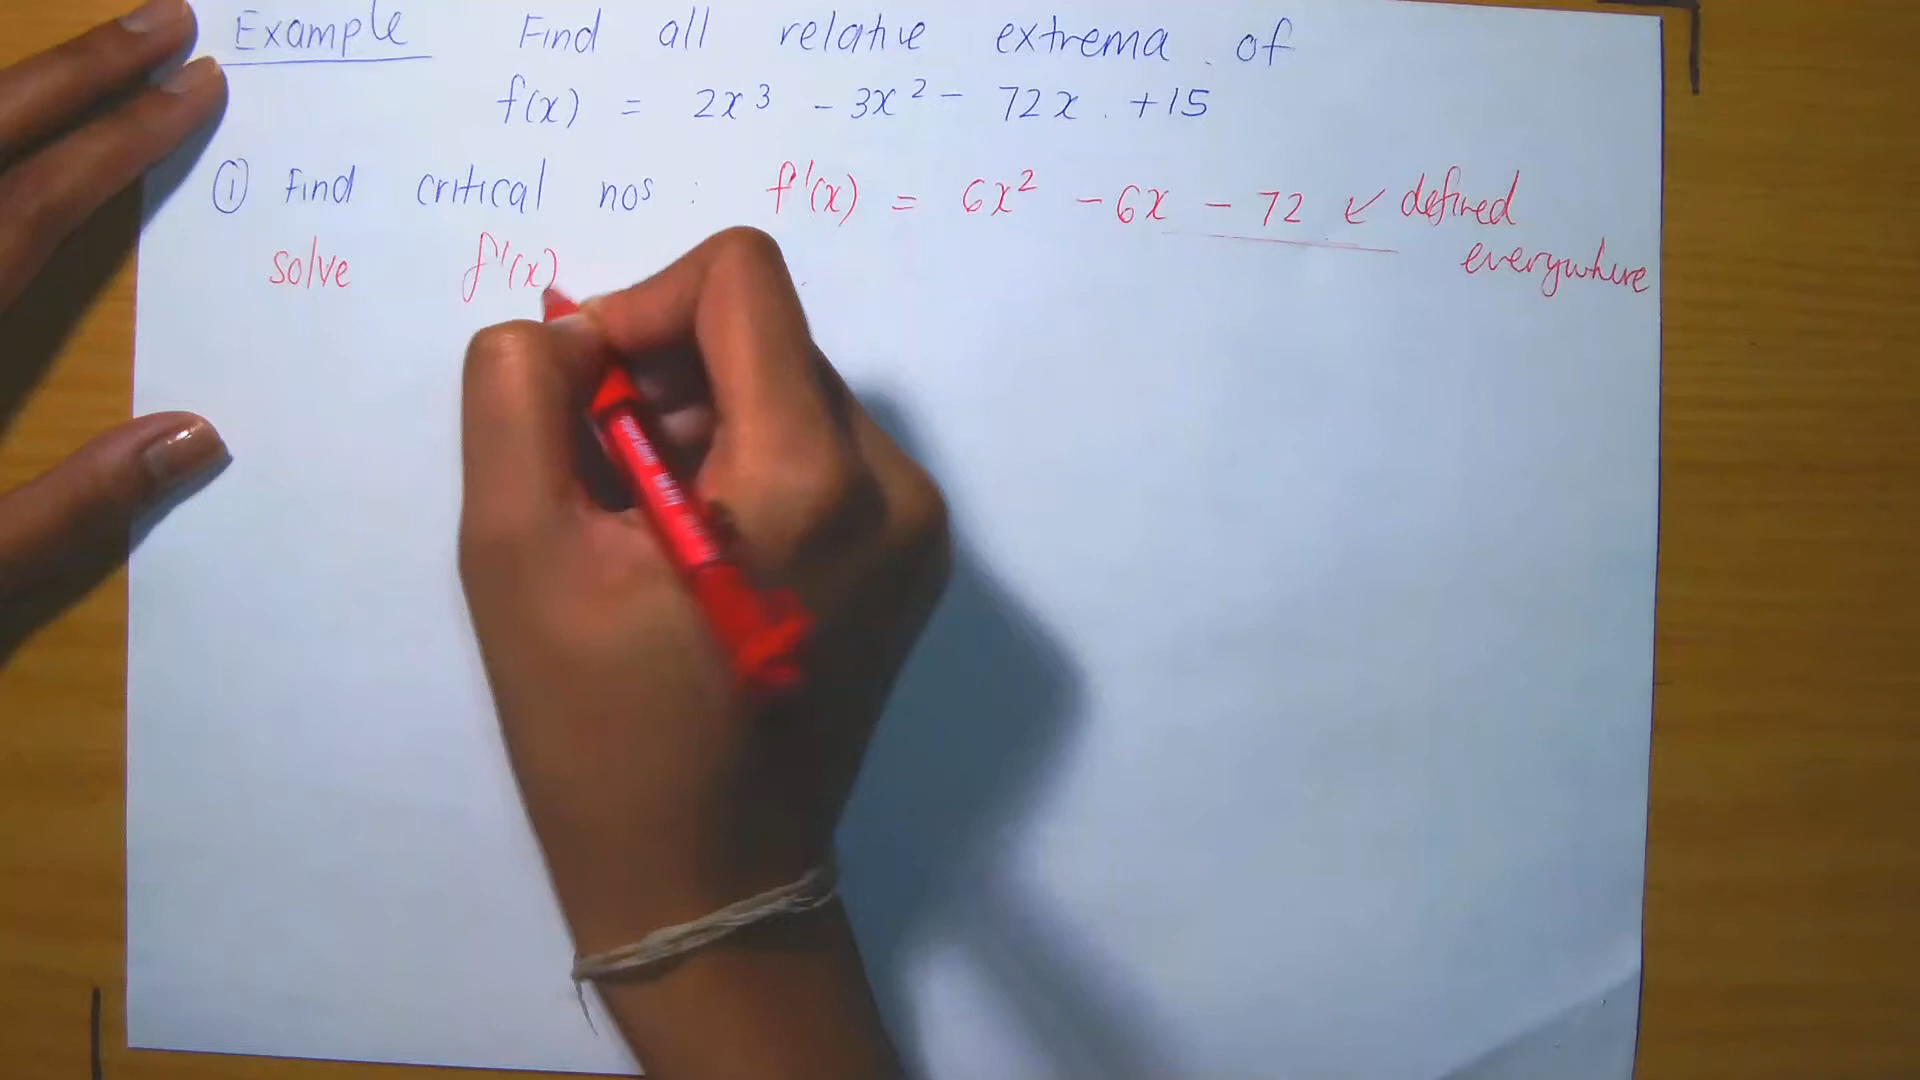 Example Find all relative extrema of
f(x) = 2x³ - 3x² - 72x + 15
① Find critical nos : f'(x) = 6x² - 6x - 72 ↙ defined everywhere
solve f'(x)